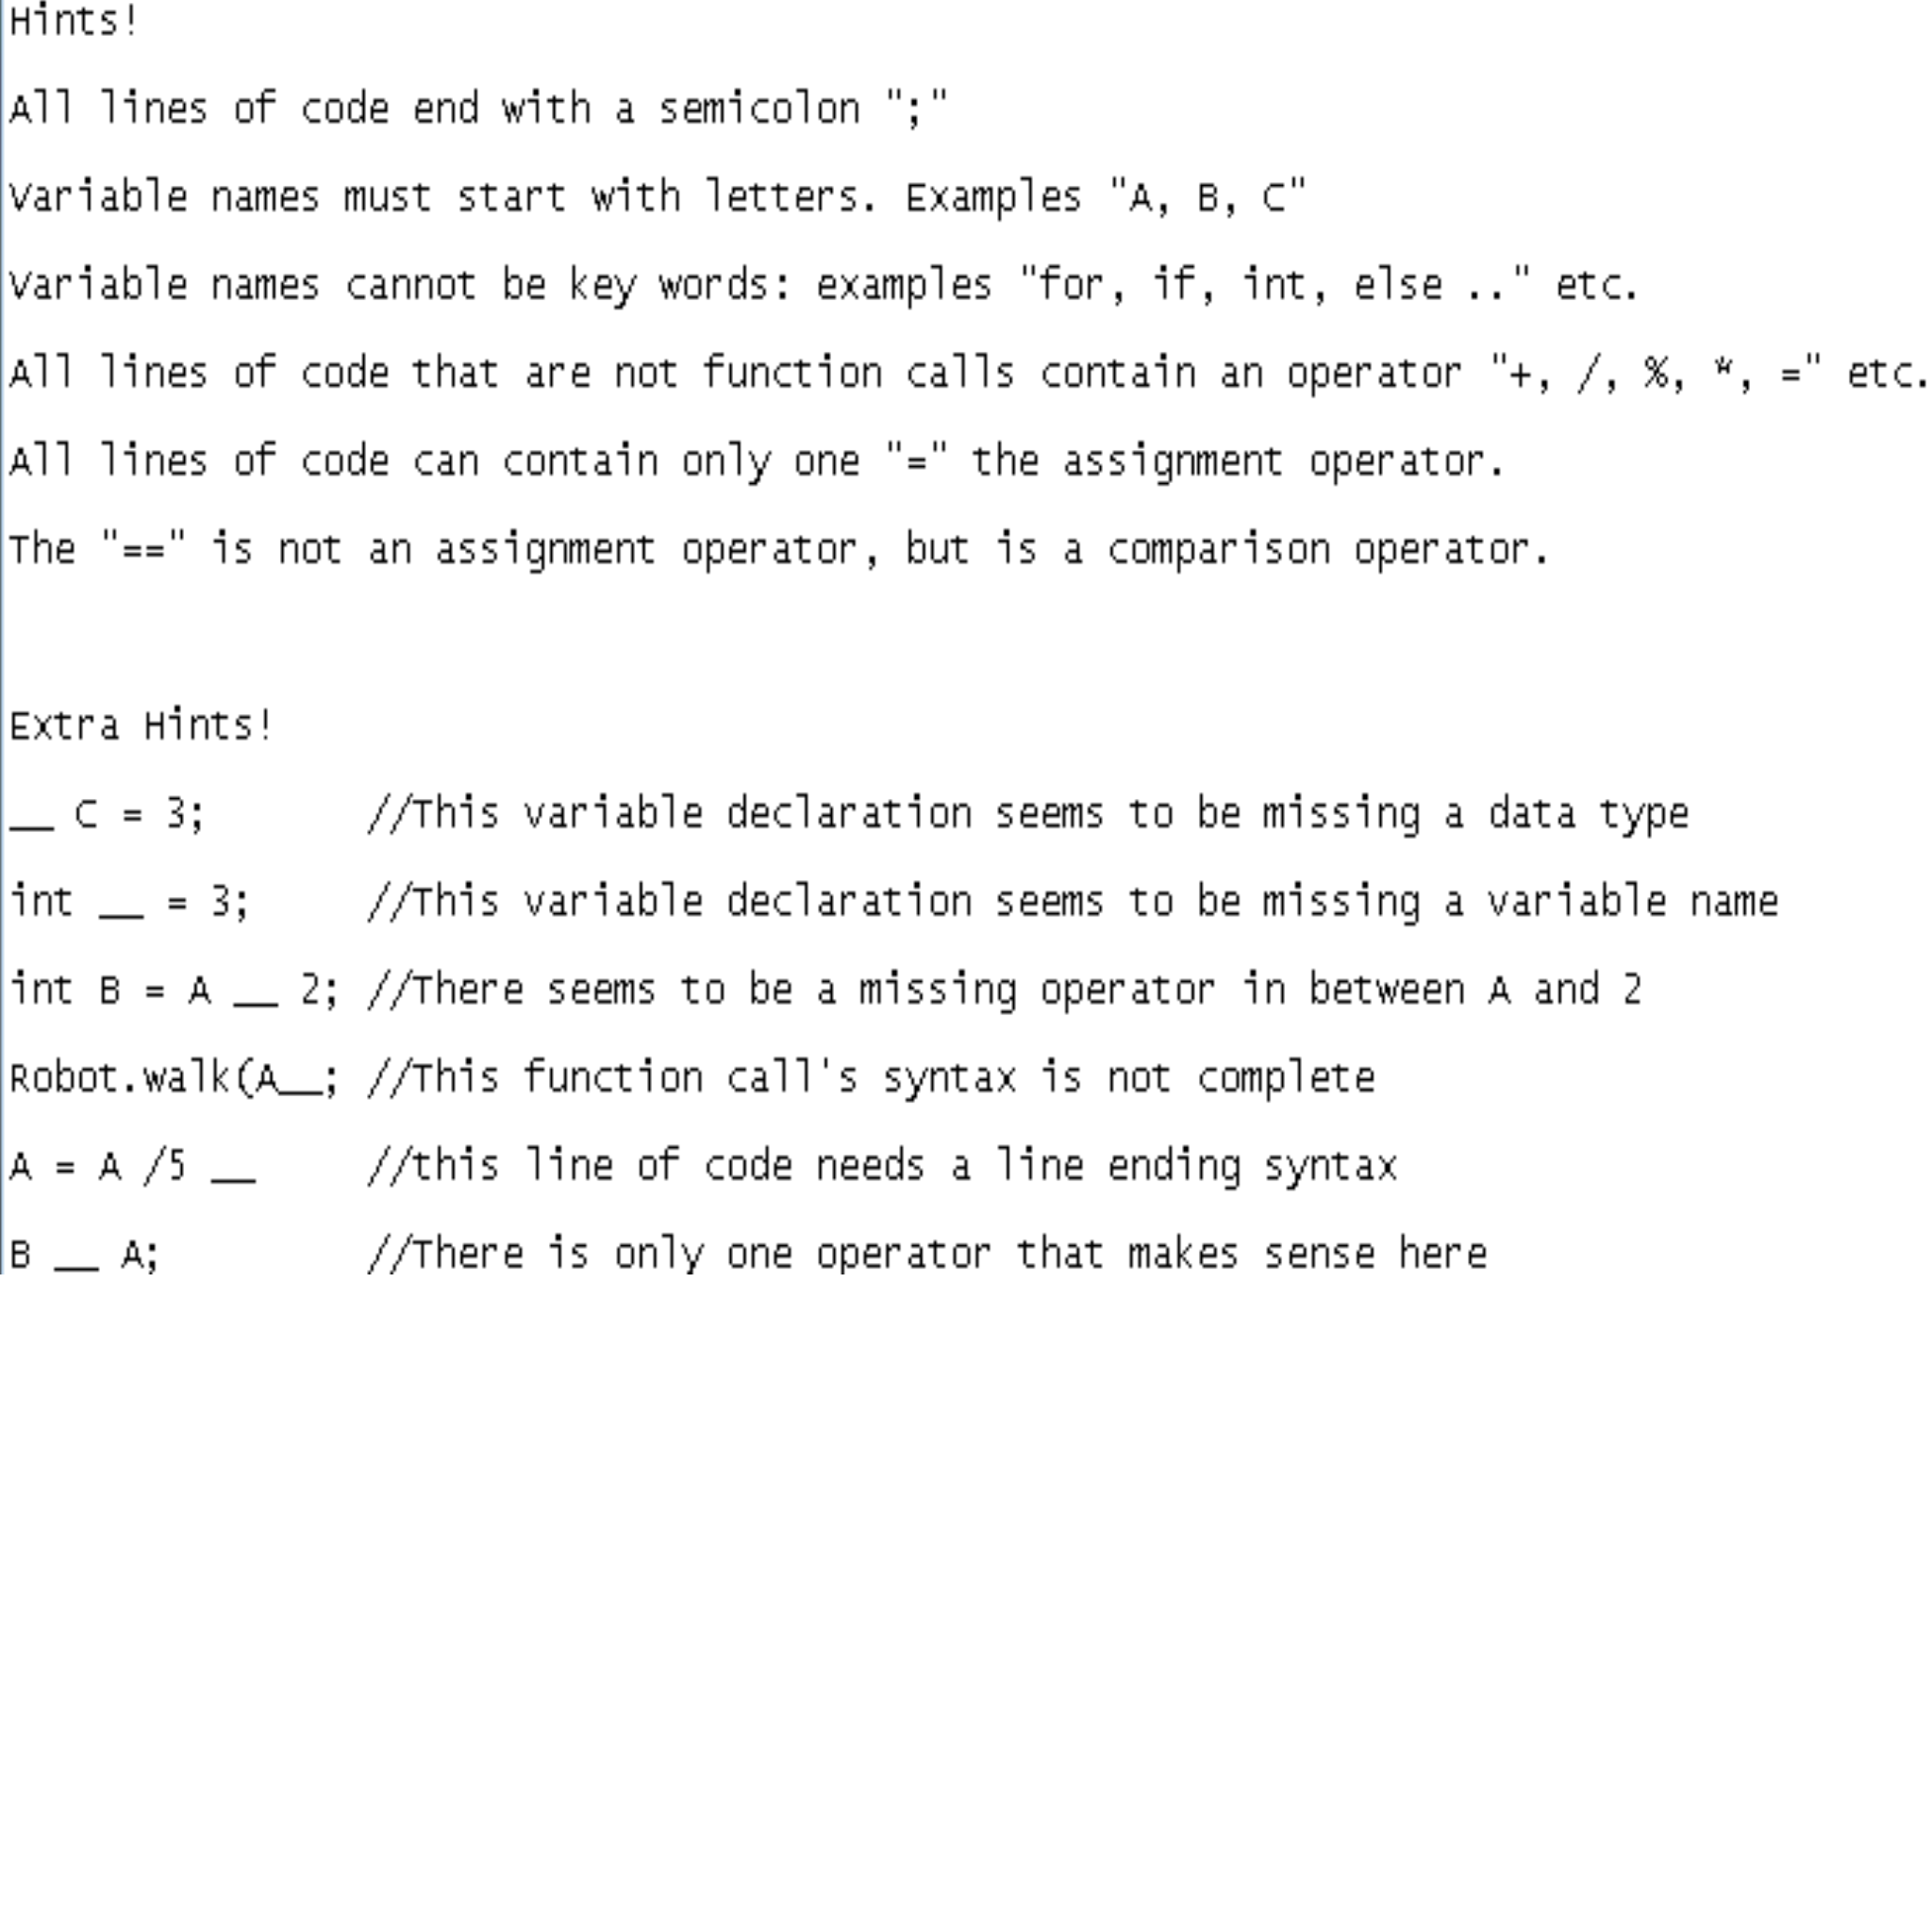 Hints!
All lines of code end with a semicolon ";"
Variable names must start with letters. Examples "A, B, C"
Variable names cannot be key words: examples "for, if, int, else .." etc.
All lines of code that are not function calls contain an operator "+, /, %, *, =" etc.
All lines of code can contain only one "=" the assignment operator.
The "==" is not an assignment operator, but is a comparison operator.
Extra Hints!
__ C = 3; //This variable declaration seems to be missing a data type
int __ = 3; //This variable declaration seems to be missing a variable name
int B = A __ 2; //There seems to be a missing operator in between A and 2
Robot.walk(A__; //This function call's syntax is not complete
A = A /5 __ //this line of code needs a line ending syntax
B __ A; //There is only one operator that makes sense here